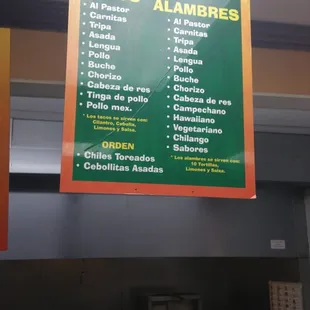 ALAMBRES
* Al Pastor
* Carnitas
* Tripa
* Asada
* Lengua
* Pollo
* Buche
* Chorizo
* Cabeza de res
* Tinga de pollo
* Pollo mex.
* Los tacos se sirven con:
Cilantro, Cebolla,
Limones y Salsa.
ORDEN
* Chiles Toreados
* Cebollitas Asadas
* Al Pastor
* Carnitas
* Tripa
* Asada
* Lengua
* Pollo
* Buche
* Chorizo
* Cabeza de res
* Campechano
* Hawaiiano
* Vegetariano
* Chilango
* Sabores
* Los alambres se sirven con:
10 Tortillas,
Limones y Salsa.